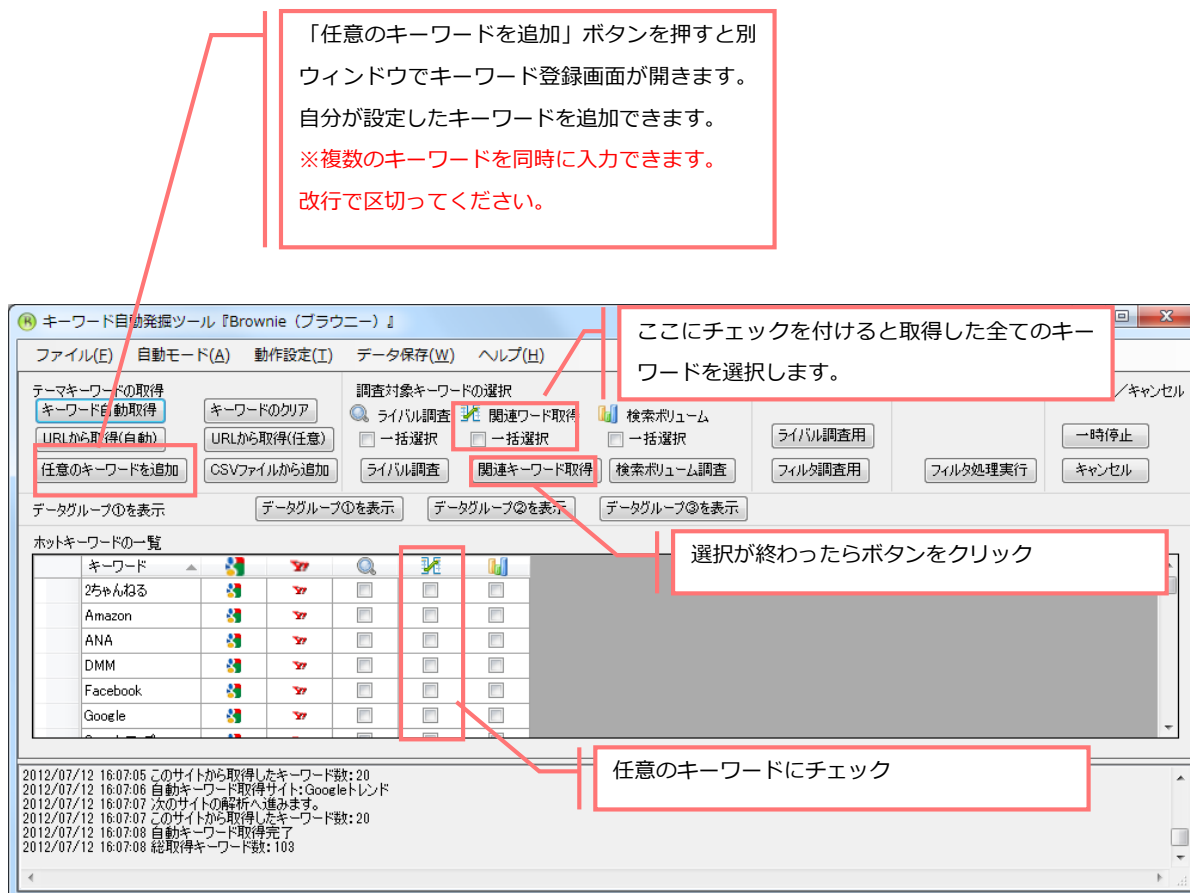 「任意のキーワードを追加」ボタンを押すと別
ウィンドウでキーワード登録画面が開きます。
自分が設定したキーワードを追加できます。
※複数のキーワードを同時に入力できます。
改行で区切ってください。
キーワード自動発掘ツール『Brownie（ブラウニー）』
ここにチェックを付けると取得した全てのキー
ワードを選択します。
ファイル(F) 自動モード(A) 動作設定(T) データ保存(W) ヘルプ(H)
テーマキーワードの取得 調査対象キーワードの選択 /キャンセル
キーワード自動取得 キーワードのクリア ライバル調査 関連ワード取得 検索ボリューム
URLから取得(自動) URLから取得(任意) 一括選択 一括選択 一括選択 ライバル調査用 一時停止
任意のキーワードを追加 CSVファイルから追加 ライバル調査 関連キーワード取得 検索ボリューム調査 フィルタ調査用 フィルタ処理実行 キャンセル
データグループ①を表示 データグループ①を表示 データグループ②を表示 データグループ③を表示
ホットキーワードの一覧
選択が終わったらボタンをクリック
キーワード
2ちゃんねる
Amazon
ANA
DMM
Facebook
Google
任意のキーワードにチェック
2012/07/12 16:07:05 このサイトから取得したキーワード数:20
2012/07/12 16:07:06 自動キーワード取得サイト:Googleトレンド
2012/07/12 16:07:07 次のサイトの解析へ進みます。
2012/07/12 16:07:07 このサイトから取得したキーワード数:20
2012/07/12 16:07:08 自動キーワード取得完了
2012/07/12 16:07:08 総取得キーワード数:103